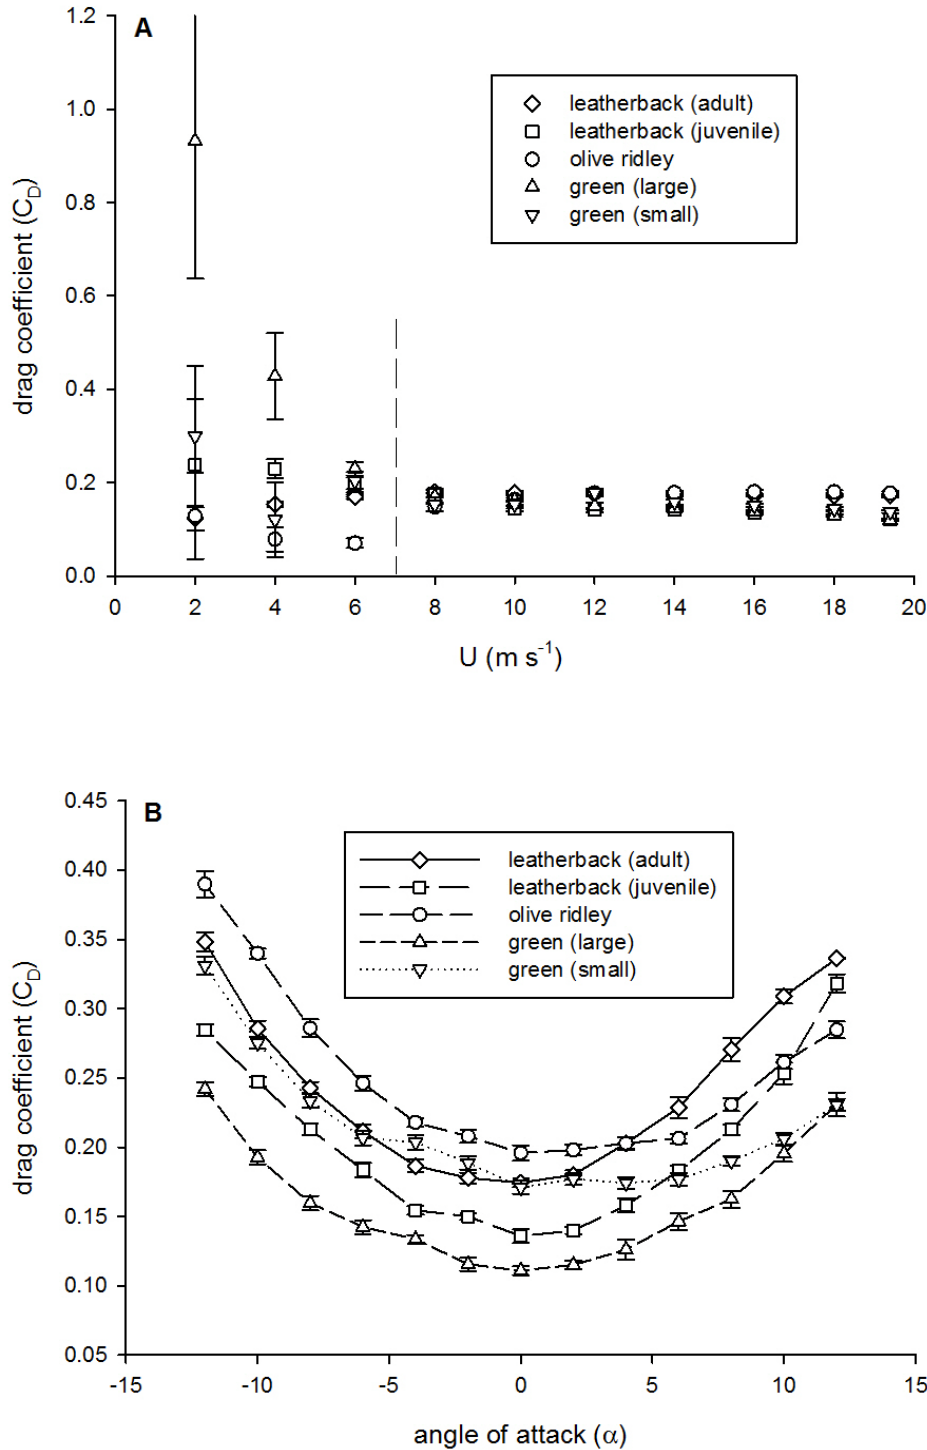 A
1.2
1.0
0.8
0.6
0.4
0.2
0.0
drag coefficient (C_D)
leatherback (adult)
leatherback (juvenile)
olive ridley
green (large)
green (small)
0 2 4 6 8 10 12 14 16 18 20
U (m s⁻¹)
B
0.45
0.40
0.35
0.30
0.25
0.20
0.15
0.10
0.05
drag coefficient (C_D)
leatherback (adult)
leatherback (juvenile)
olive ridley
green (large)
green (small)
-15 -10 -5 0 5 10 15
angle of attack (α)